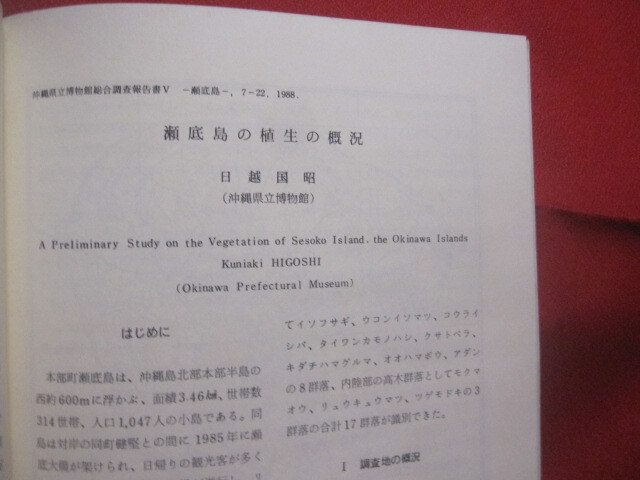 沖縄県立博物館総合調査報告書Ⅴ －瀬底島－, 7－22, 1988.
瀬底島の植生の概況
日越国昭
(沖縄県立博物館)
A Preliminary Study on the Vegetation of Sesoko Island, the Okinawa Islands
Kuniaki HIGOSHI
(Okinawa Prefectural Museum)
はじめに
本部町瀬底島は、沖縄島北部本部半島の
西約600mに浮かぶ、面積3.46㎢、世帯数
314世帯、人口1,047人の小島である。同
島は対岸の同町健堅との間に1985年に瀬
底大橋が架けられ、日帰りの観光客が多く
てイソフサギ、ウコンイソマツ、コウライ
シバ、タイワンカモノハシ、クサトベラ、
キダチハマグルマ、オオハマボウ、アダン
の8群落、内陸部の高木群落としてモクマ
オウ、リュウキュウマツ、ツゲモドキの3
群落の合計17群落が識別できた。
Ⅰ 調査地の概況